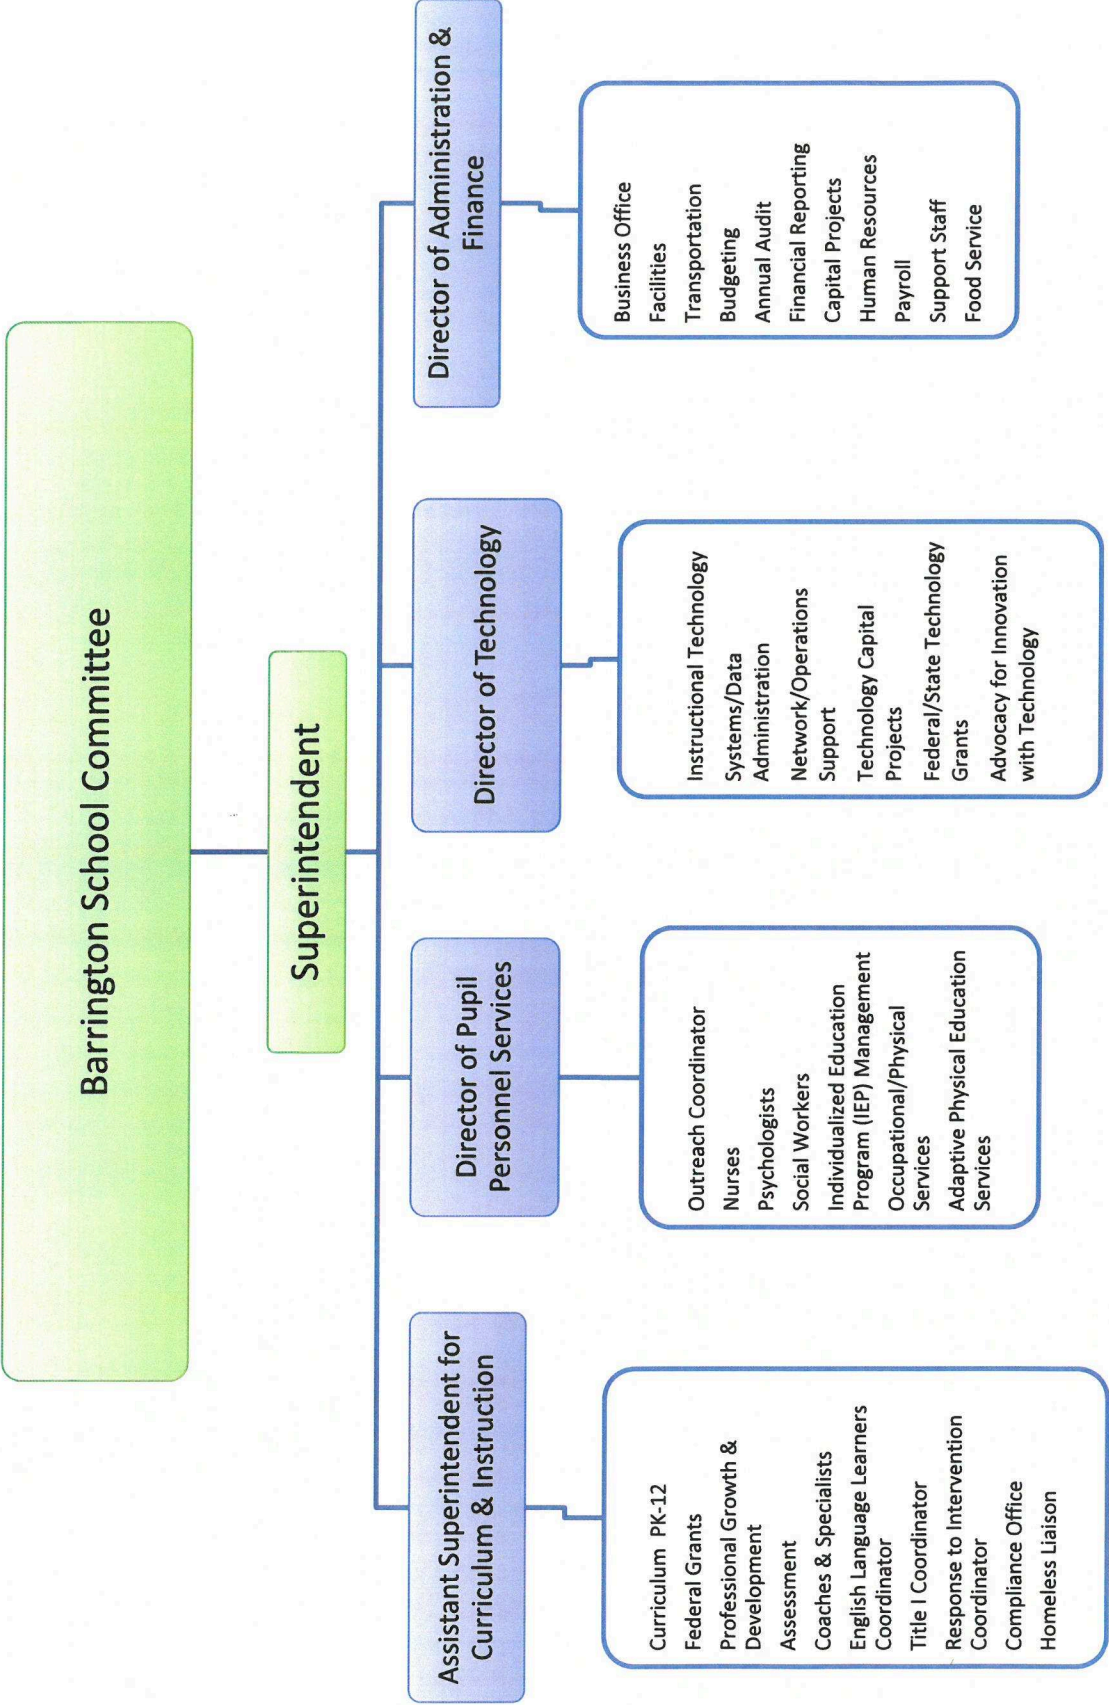 Barrington School Committee
Superintendent
Assistant Superintendent for
Curriculum & Instruction
Curriculum PK-12
Federal Grants
Professional Growth &
Development
Assessment
Coaches & Specialists
English Language Learners
Coordinator
Title I Coordinator
Response to Intervention
Coordinator
Compliance Office
Homeless Liaison
Director of Pupil
Personnel Services
Outreach Coordinator
Nurses
Psychologists
Social Workers
Individualized Education
Program (IEP) Management
Occupational/Physical
Services
Adaptive Physical Education
Services
Director of Technology
Instructional Technology
Systems/Data
Administration
Network/Operations
Support
Technology Capital
Projects
Federal/State Technology
Grants
Advocacy for Innovation
with Technology
Director of Administration &
Finance
Business Office
Facilities
Transportation
Budgeting
Annual Audit
Financial Reporting
Capital Projects
Human Resources
Payroll
Support Staff
Food Service